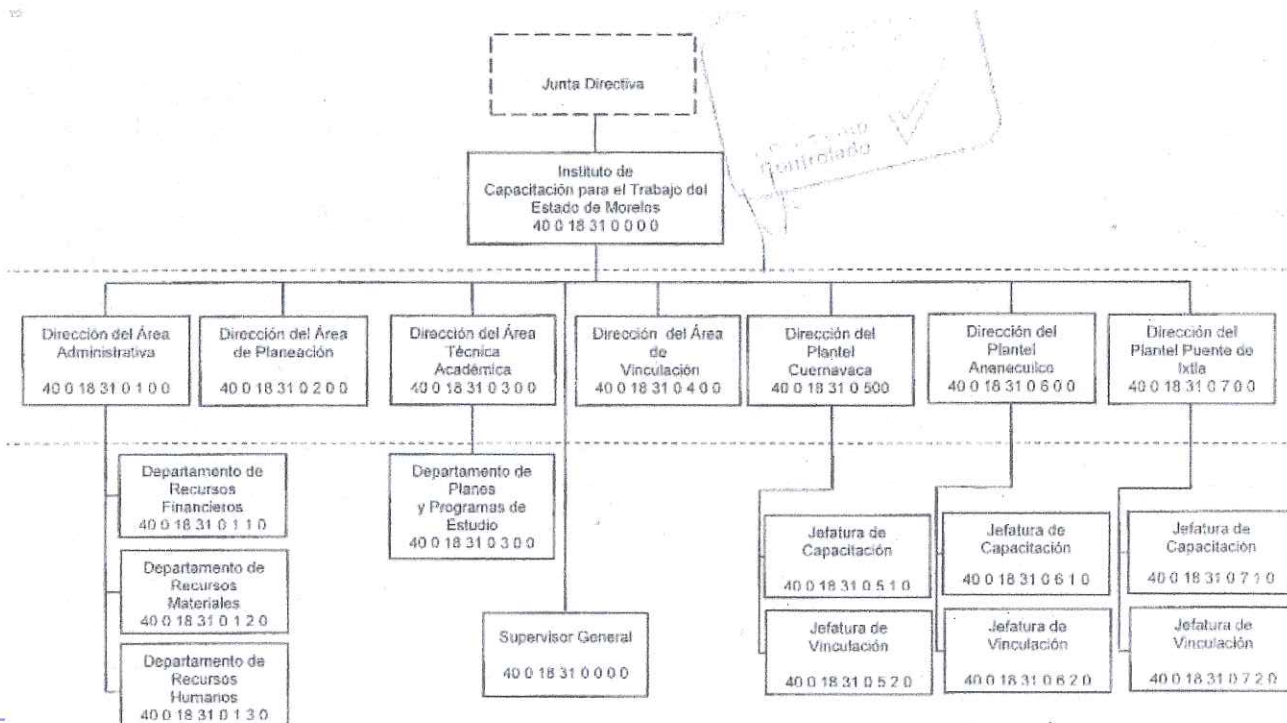 Junta Directiva
Instituto de
Capacitación para el Trabajo del
Estado de Morelos
40 0 18 31 0 0 0 0
Dirección del Área
Administrativa
40 0 18 31 0 1 0 0
Dirección del Área
de Planeación
40 0 18 31 0 2 0 0
Dirección del Área
Técnica
Académica
40 0 18 31 0 3 0 0
Dirección del Área
de
Vinculación
40 0 18 31 0 4 0 0
Dirección del
Plantel
Cuernavaca
40 0 18 31 0 500
Dirección del
Plantel
40 0 18 31 0 6 0 0
Dirección del
Plantel Puente de
Ixtla
40 0 18 31 0 7 0 0
Departamento de
Recursos
Financieros
40 0 18 31 0 1 1 0
Departamento de
Recursos
Materiales
40 0 18 31 0 1 2 0
Departamento de
Recursos
Humanos
40 0 18 31 0 1 3 0
Departamento de
Planes
y Programas de
Estudio
40 0 18 31 0 3 0 0
Supervisor General
40 0 18 31 0 0 0 0
Jefatura de
Capacitación
40 0 18 31 0 5 1 0
Jefatura de
Vinculación
40 0 18 31 0 5 2 0
Jefatura de
Capacitación
40 0 18 31 0 6 1 0
Jefatura de
Vinculación
40 0 18 31 0 6 2 0
Jefatura de
Capacitación
40 0 18 31 0 7 1 0
Jefatura de
Vinculación
40 0 18 31 0 7 2 0
Controlado